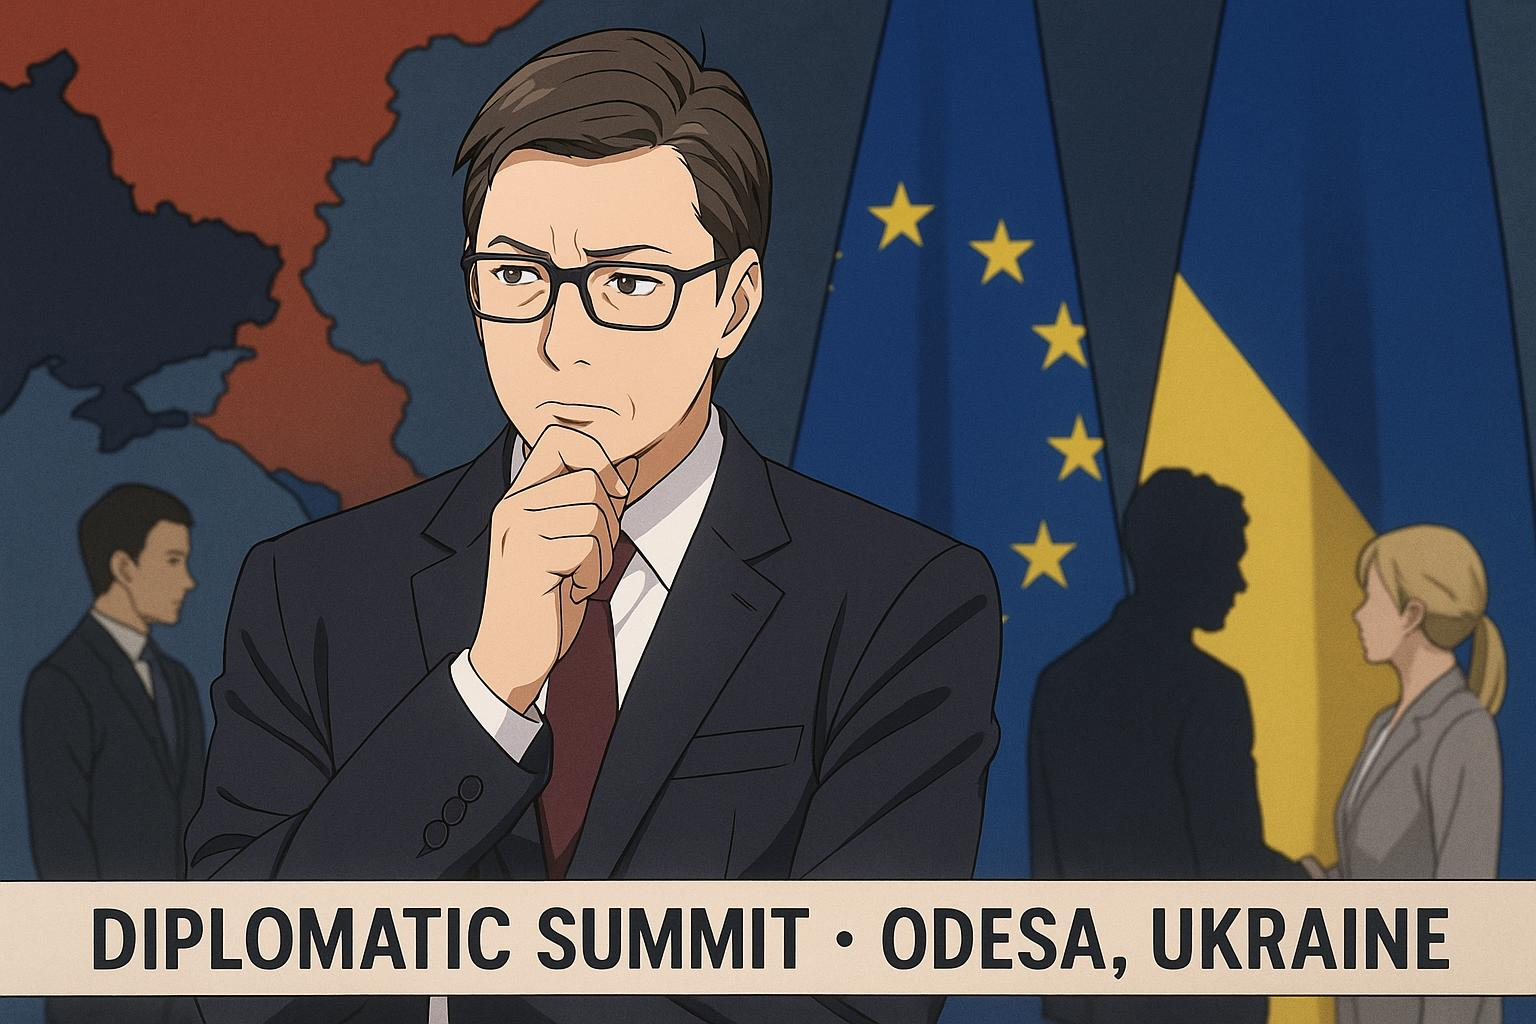 DIPLOMATIC SUMMIT • ODESA, UKRAINE